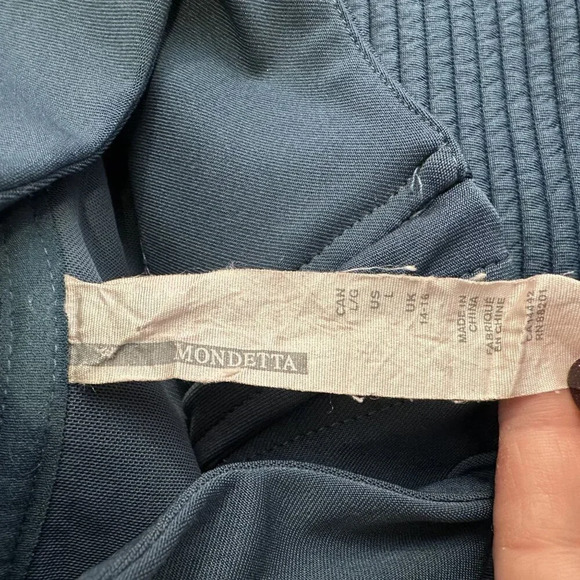 MONDETTA
CAN
L/G
US
L
UK
14-16
MADE IN
CHINA
FABRIQUÉ
EN CHINE